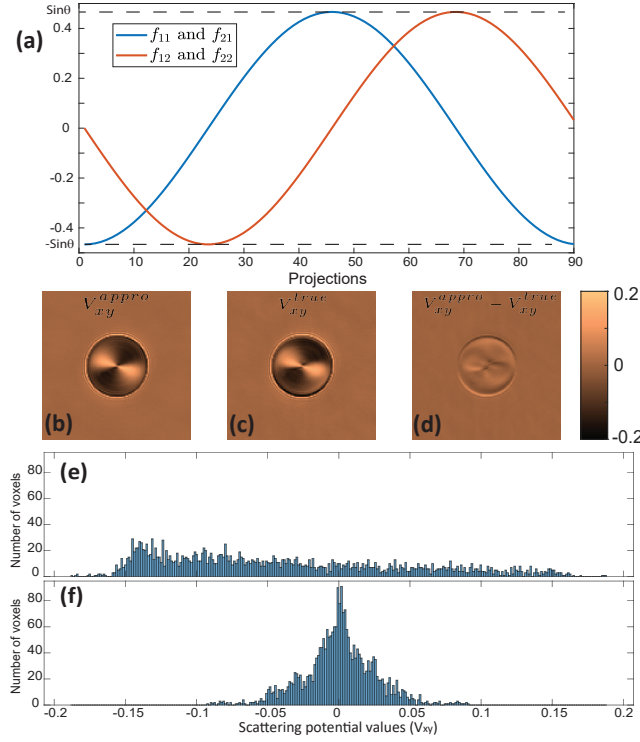 (a)
Sinθ
0.4
0.2
0
-0.2
-0.4
-Sinθ
f11 and f21
f12 and f22
0 10 20 30 40 50 60 70 80 90
Projections
V_xy^appro
V_xy^true
V_xy^appro − V_xy^true
(b)
(c)
(d)
0.2
0
-0.2
(e)
Number of voxels
80
60
40
20
0
(f)
Number of voxels
80
60
40
20
0
-0.2 -0.15 -0.1 -0.05 0 0.05 0.1 0.15 0.2
Scattering potential values (Vxy)